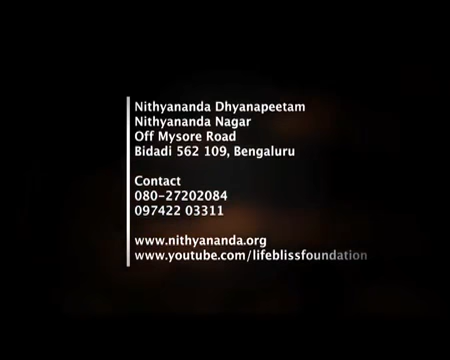 Nithyananda Dhyanapeetam
Nithyananda Nagar
Off Mysore Road
Bidadi 562 109, Bengaluru
Contact
080-27202084
097422 03311
www.nithyananda.org
www.youtube.com/lifeblissfoundation